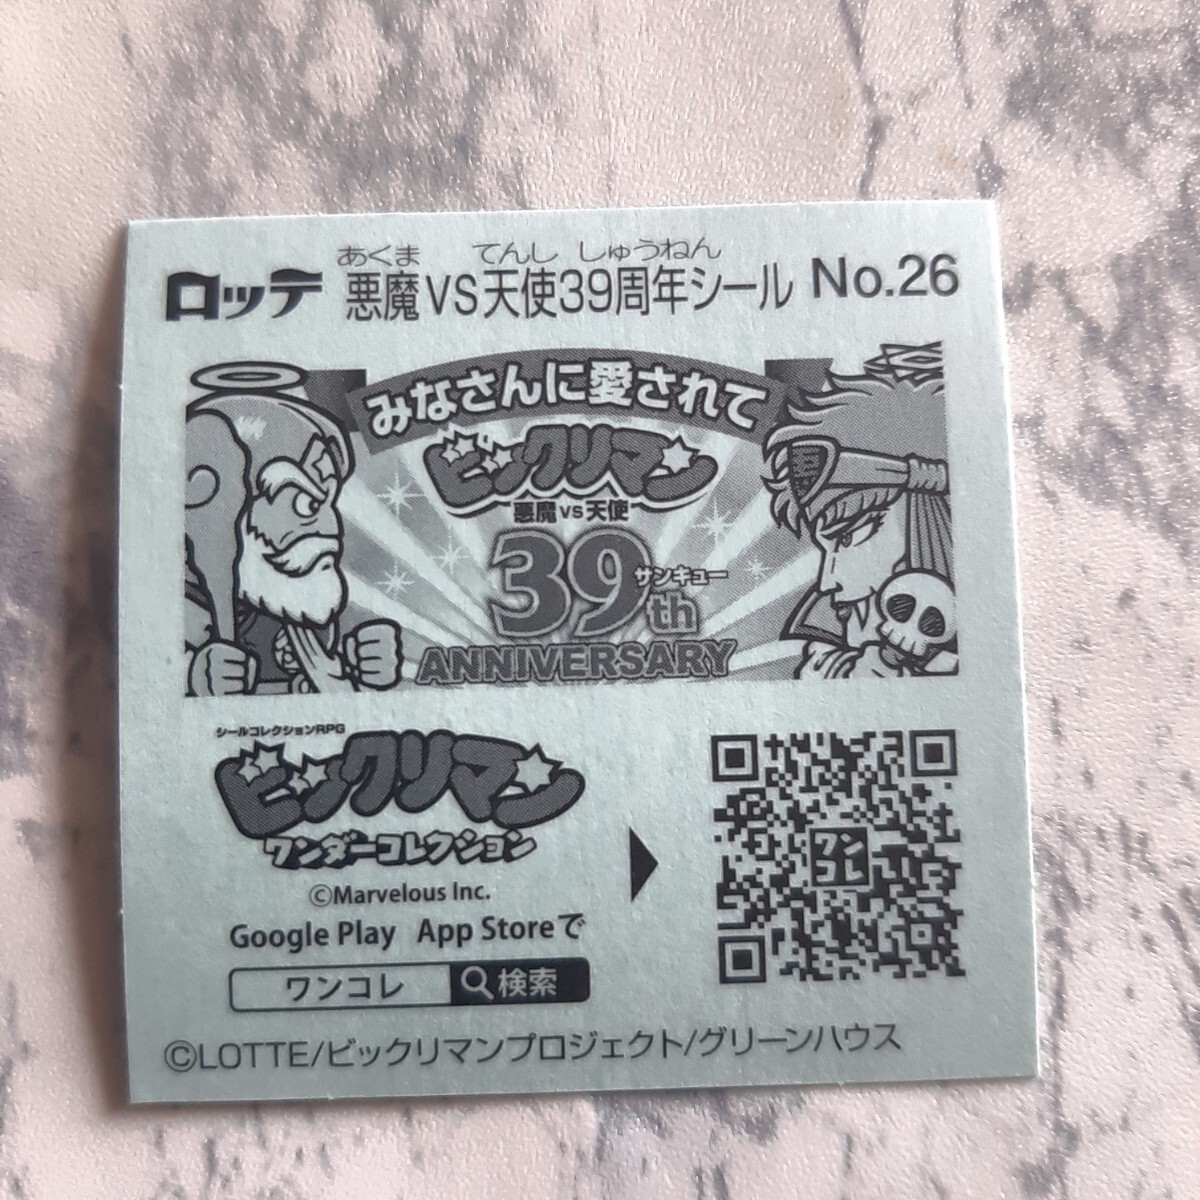 あくま てんし しゅうねん
ロッテ 悪魔VS天使39周年シール No.26
みなさんに愛されて
ビックリマン
悪魔VS天使
39th
サンキュー
ANNIVERSARY
シールコレクションRPG
ビックリマン
ワンダーコレクション
©Marvelous Inc.
Google Play App Storeで
ワンコレ 検索
ワン
コレ
©LOTTE/ビックリマンプロジェクト/グリーンハウス